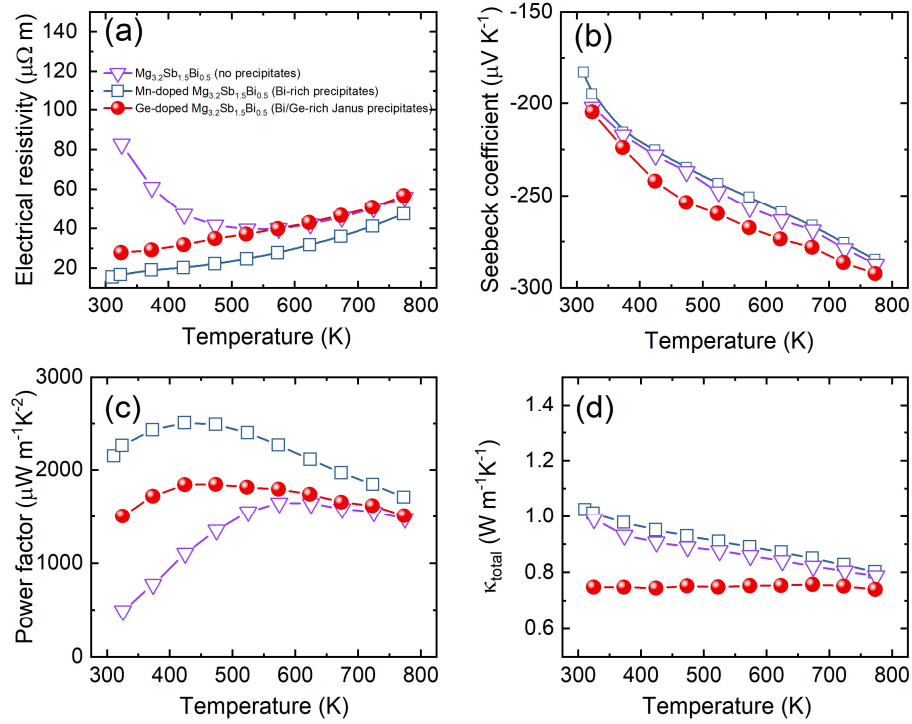 (a)
Electrical resistivity (μΩ m)
140
120
100
80
60
40
20
Mg3.2Sb1.5Bi0.5 (no precipitates)
Mn-doped Mg3.2Sb1.5Bi0.5 (Bi-rich precipitates)
Ge-doped Mg3.2Sb1.5Bi0.5 (Bi/Ge-rich Janus precipitates)
300 400 500 600 700 800
Temperature (K)
(b)
Seebeck coefficient (μV K⁻¹)
-150
-200
-250
-300
300 400 500 600 700 800
Temperature (K)
(c)
Power factor (μW m⁻¹K⁻²)
3000
2000
1000
0
300 400 500 600 700 800
Temperature (K)
(d)
κtotal (W m⁻¹K⁻¹)
1.4
1.2
1.0
0.8
0.6
300 400 500 600 700 800
Temperature (K)